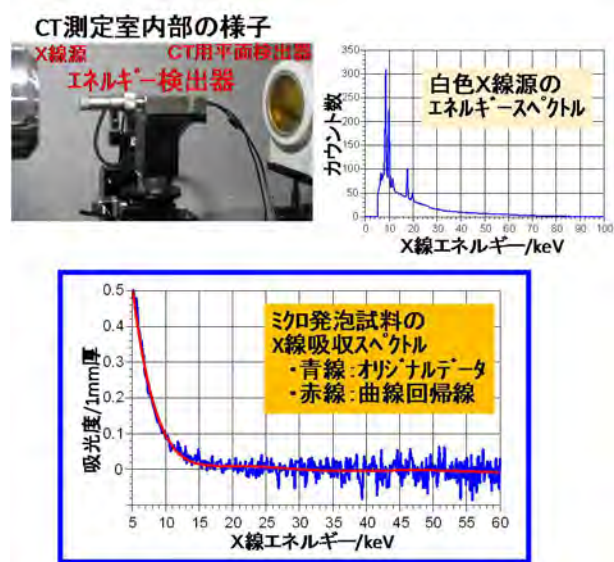 CT測定室内部の様子
X線源 CT用平面検出器
エネルギー検出器
白色X線源の
エネルギースペクトル
カウント数
350
300
250
200
150
100
50
0
0 10 20 30 40 50 60 70 80 90 100
X線エネルギー/keV
ミクロ発泡試料の
X線吸収スペクトル
・青線:オリジナルデータ
・赤線:曲線回帰線
吸光度/1mm厚
0.5
0.4
0.3
0.2
0.1
0
5 10 15 20 25 30 35 40 45 50 55 60
X線エネルギー/keV